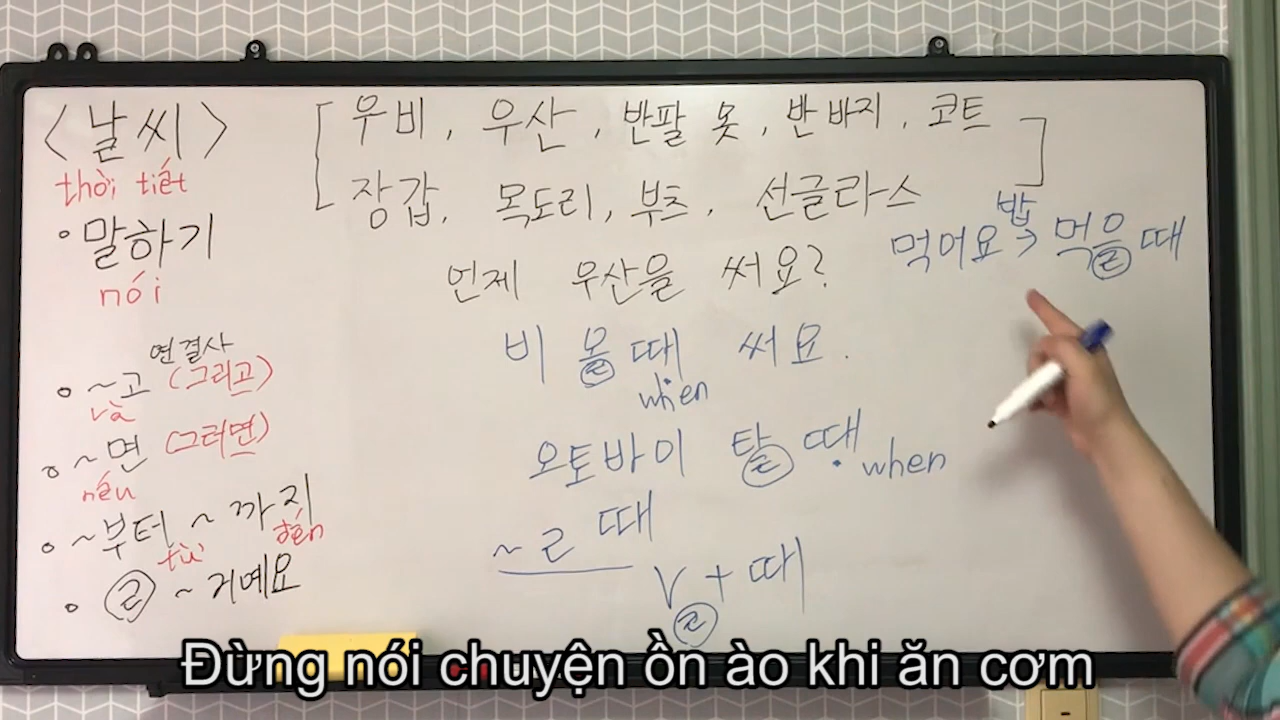 <날씨>
thời tiết
• 말하기
nói
연결사
• ~고 (그리고)
và
• ~면 (그러면)
nếu
• ~부터 ~까지
từ đến
• ㄹ ~거예요
[우비, 우산, 반팔 옷, 반바지, 코트
장갑, 목도리, 부츠, 선글라스]
언제 우산을 써요?
비 올 때 써요.
when
오토바이 탈 때 when
~ㄹ 때
V + 때
ㄹ
밥
먹어요 > 먹을 때
Đừng nói chuyện ồn ào khi ăn cơm